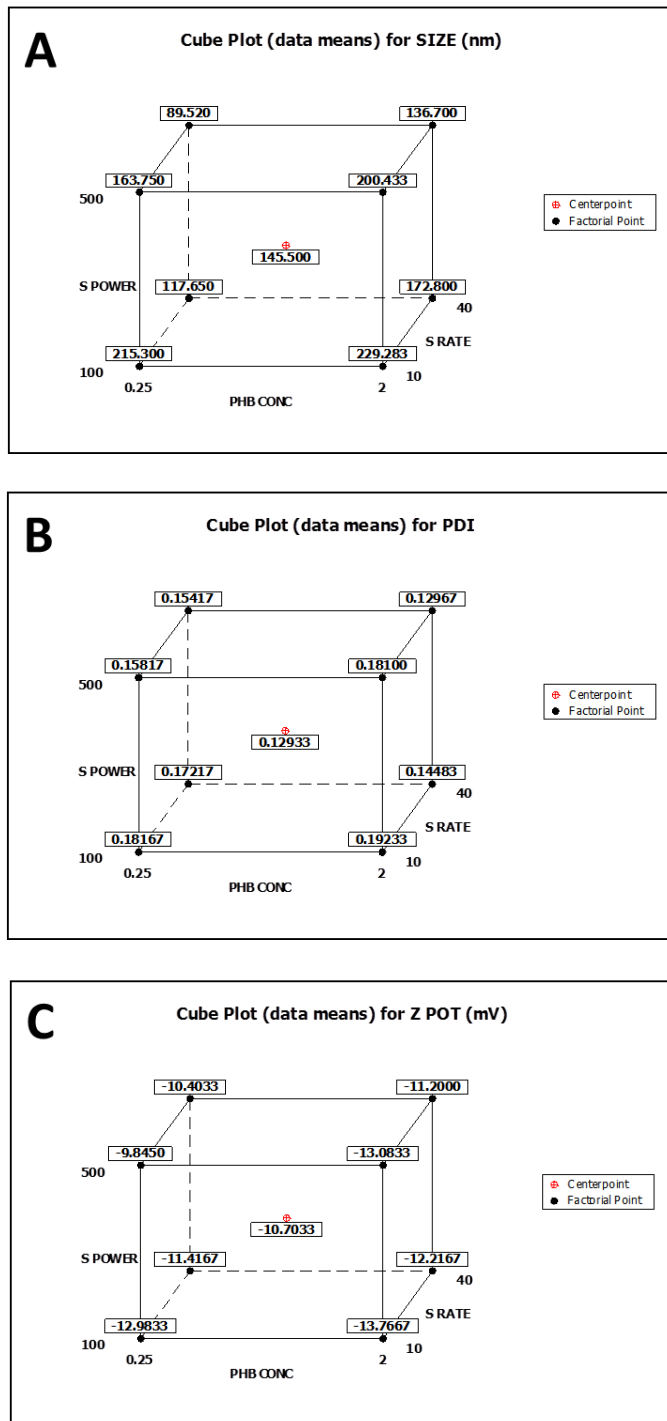 A
Cube Plot (data means) for SIZE (nm)
89.520 136.700
163.750 200.433
500
Centerpoint
Factorial Point
145.500
S POWER 117.650 172.800
40
S RATE
215.300 229.283
100 10
0.25 2
PHB CONC
B
Cube Plot (data means) for PDI
0.15417 0.12967
0.15817 0.18100
500
Centerpoint
Factorial Point
0.12933
S POWER 0.17217 0.14483
40
S RATE
0.18167 0.19233
100 10
0.25 2
PHB CONC
C
Cube Plot (data means) for Z POT (mV)
-10.4033 -11.2000
-9.8450 -13.0833
500
Centerpoint
Factorial Point
-10.7033
S POWER -11.4167 -12.2167
40
S RATE
-12.9833 -13.7667
100 10
0.25 2
PHB CONC